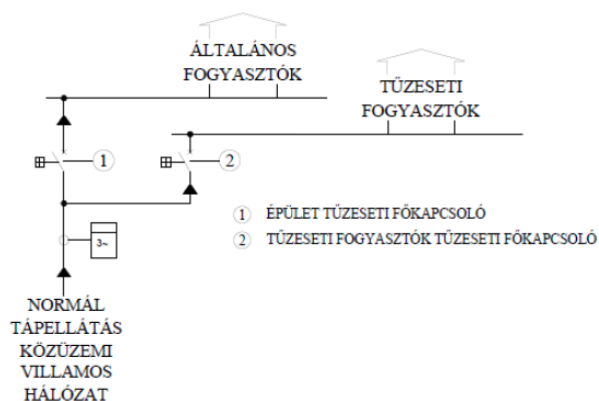 ÁLTALÁNOS
FOGYASZTÓK
TŰZESETI
FOGYASZTÓK
1
2
3~
1 ÉPÜLET TŰZESETI FŐKAPCSOLÓ
2 TŰZESETI FOGYASZTÓK TŰZESETI FŐKAPCSOLÓ
NORMÁL
TÁPELLÁTÁS
KÖZÜZEMI
VILLAMOS
HÁLÓZAT